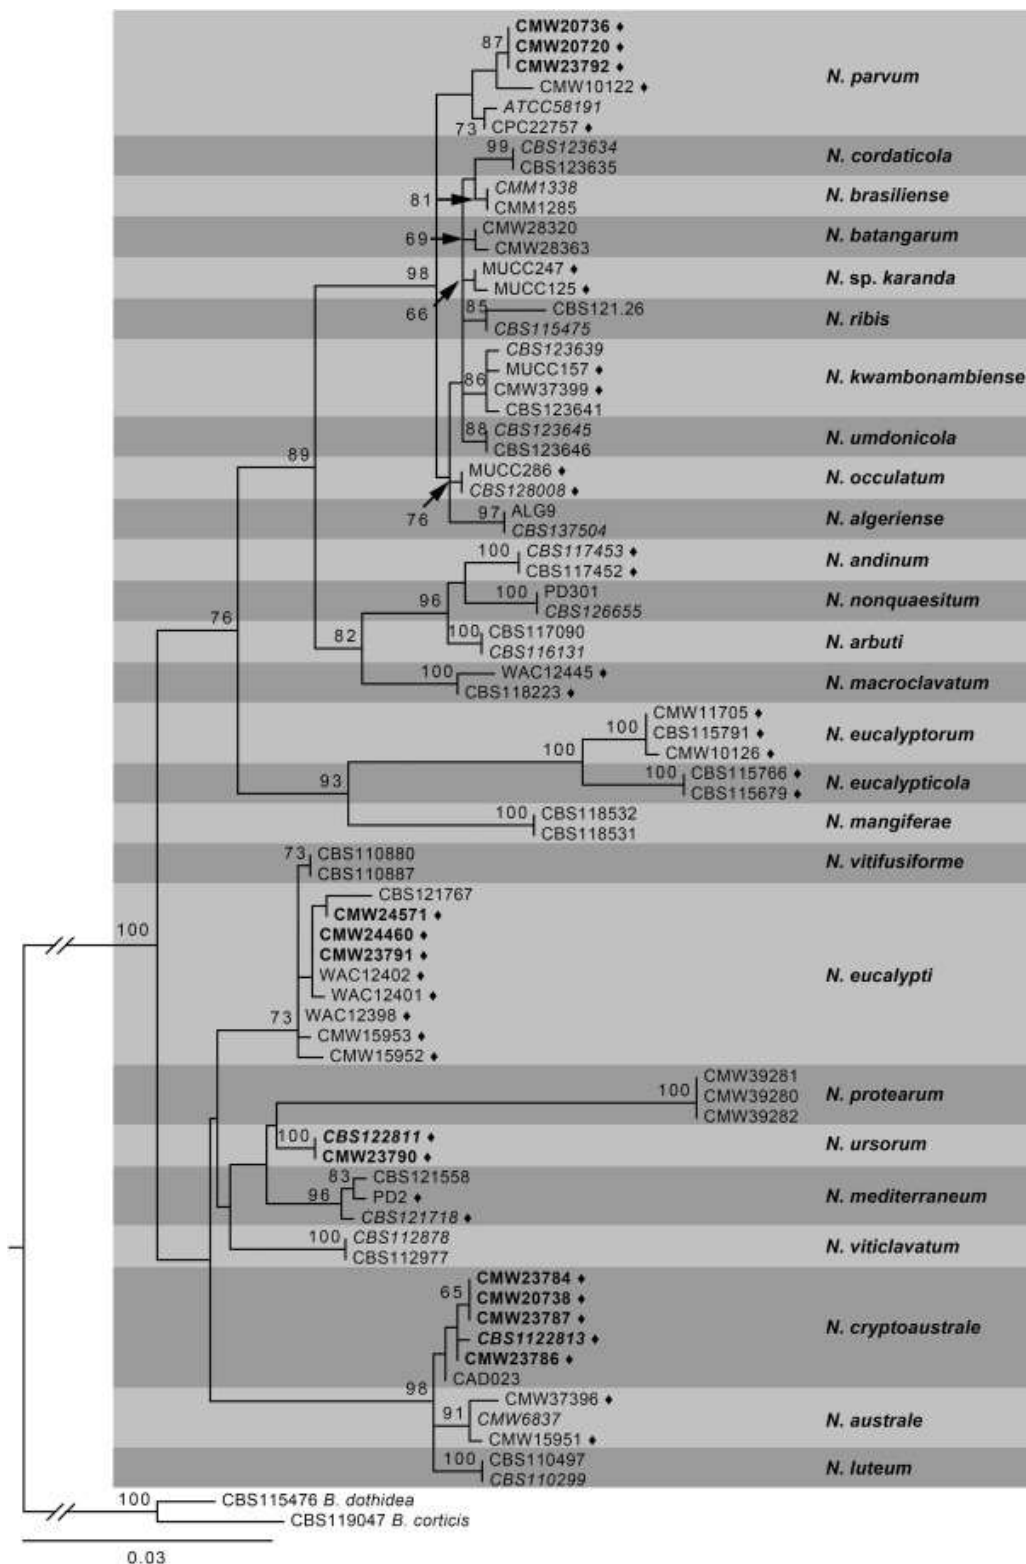 CMW20736 ♦
87
CMW20720 ♦
CMW23792 ♦
N. parvum
CMW10122 ♦
ATCC58191
73
CPC22757 ♦
99
CBS123634
CBS123635
N. cordaticola
81
CMM1338
CMM1285
N. brasiliense
69
CMW28320
CMW28363
N. batangarum
98
MUCC247 ♦
MUCC125 ♦
N. sp. karanda
66
85
CBS121.26
CBS115475
N. ribis
CBS123639
MUCC157 ♦
86
CMW37399 ♦
CBS123641
N. kwambonambiense
88
CBS123645
CBS123646
N. umdonicola
89
MUCC286 ♦
CBS128008 ♦
N. occulatum
76
97
ALG9
CBS137504
N. algeriense
100
CBS117453 ♦
CBS117452 ♦
N. andinum
100
PD301
CBS126655
N. nonquaesitum
96
76
100
CBS117090
CBS116131
N. arbuti
82
100
WAC12445 ♦
CBS118223 ♦
N. macroclavatum
100
CMW11705 ♦
CBS115791 ♦
CMW10126 ♦
N. eucalyptorum
100
100
CBS115766 ♦
CBS115679 ♦
N. eucalypticola
93
100
CBS118532
CBS118531
N. mangiferae
73
CBS110880
CBS110887
N. vitifusiforme
CBS121767
CMW24571 ♦
100
CMW24460 ♦
CMW23791 ♦
WAC12402 ♦
N. eucalypti
WAC12401 ♦
73
WAC12398 ♦
CMW15953 ♦
CMW15952 ♦
CMW39281
100
CMW39280
N. protearum
CMW39282
100
CBS122811 ♦
CMW23790 ♦
N. ursorum
83
CBS121558
96
PD2 ♦
N. mediterraneum
CBS121718 ♦
100
CBS112878
CBS112977
N. viticlavatum
CMW23784 ♦
65
CMW20738 ♦
CMW23787 ♦
N. cryptoaustrale
CBS1122813 ♦
CMW23786 ♦
CAD023
98
CMW37396 ♦
91
CMW6837
N. australe
CMW15951 ♦
100
CBS110497
CBS110299
N. luteum
100
CBS115476 B. dothidea
CBS119047 B. corticis
0.03